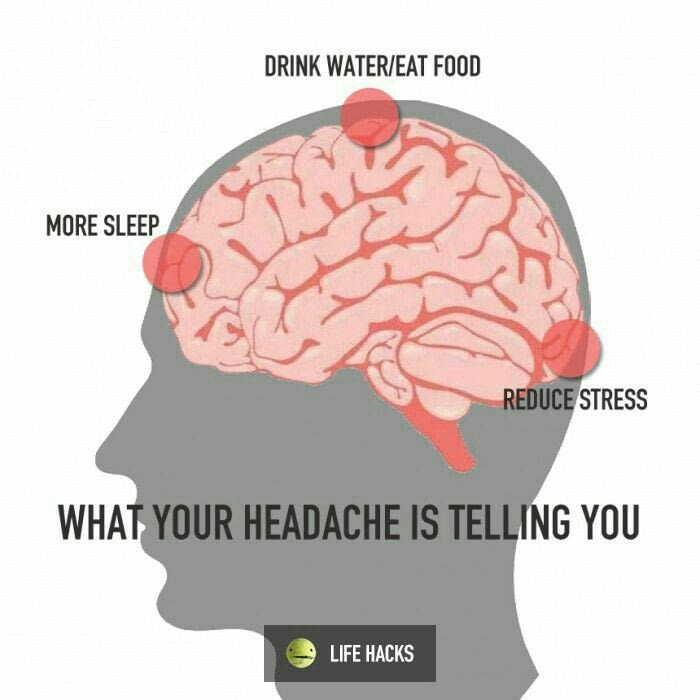 DRINK WATER/EAT FOOD
MORE SLEEP
REDUCE STRESS
WHAT YOUR HEADACHE IS TELLING YOU
LIFE HACKS